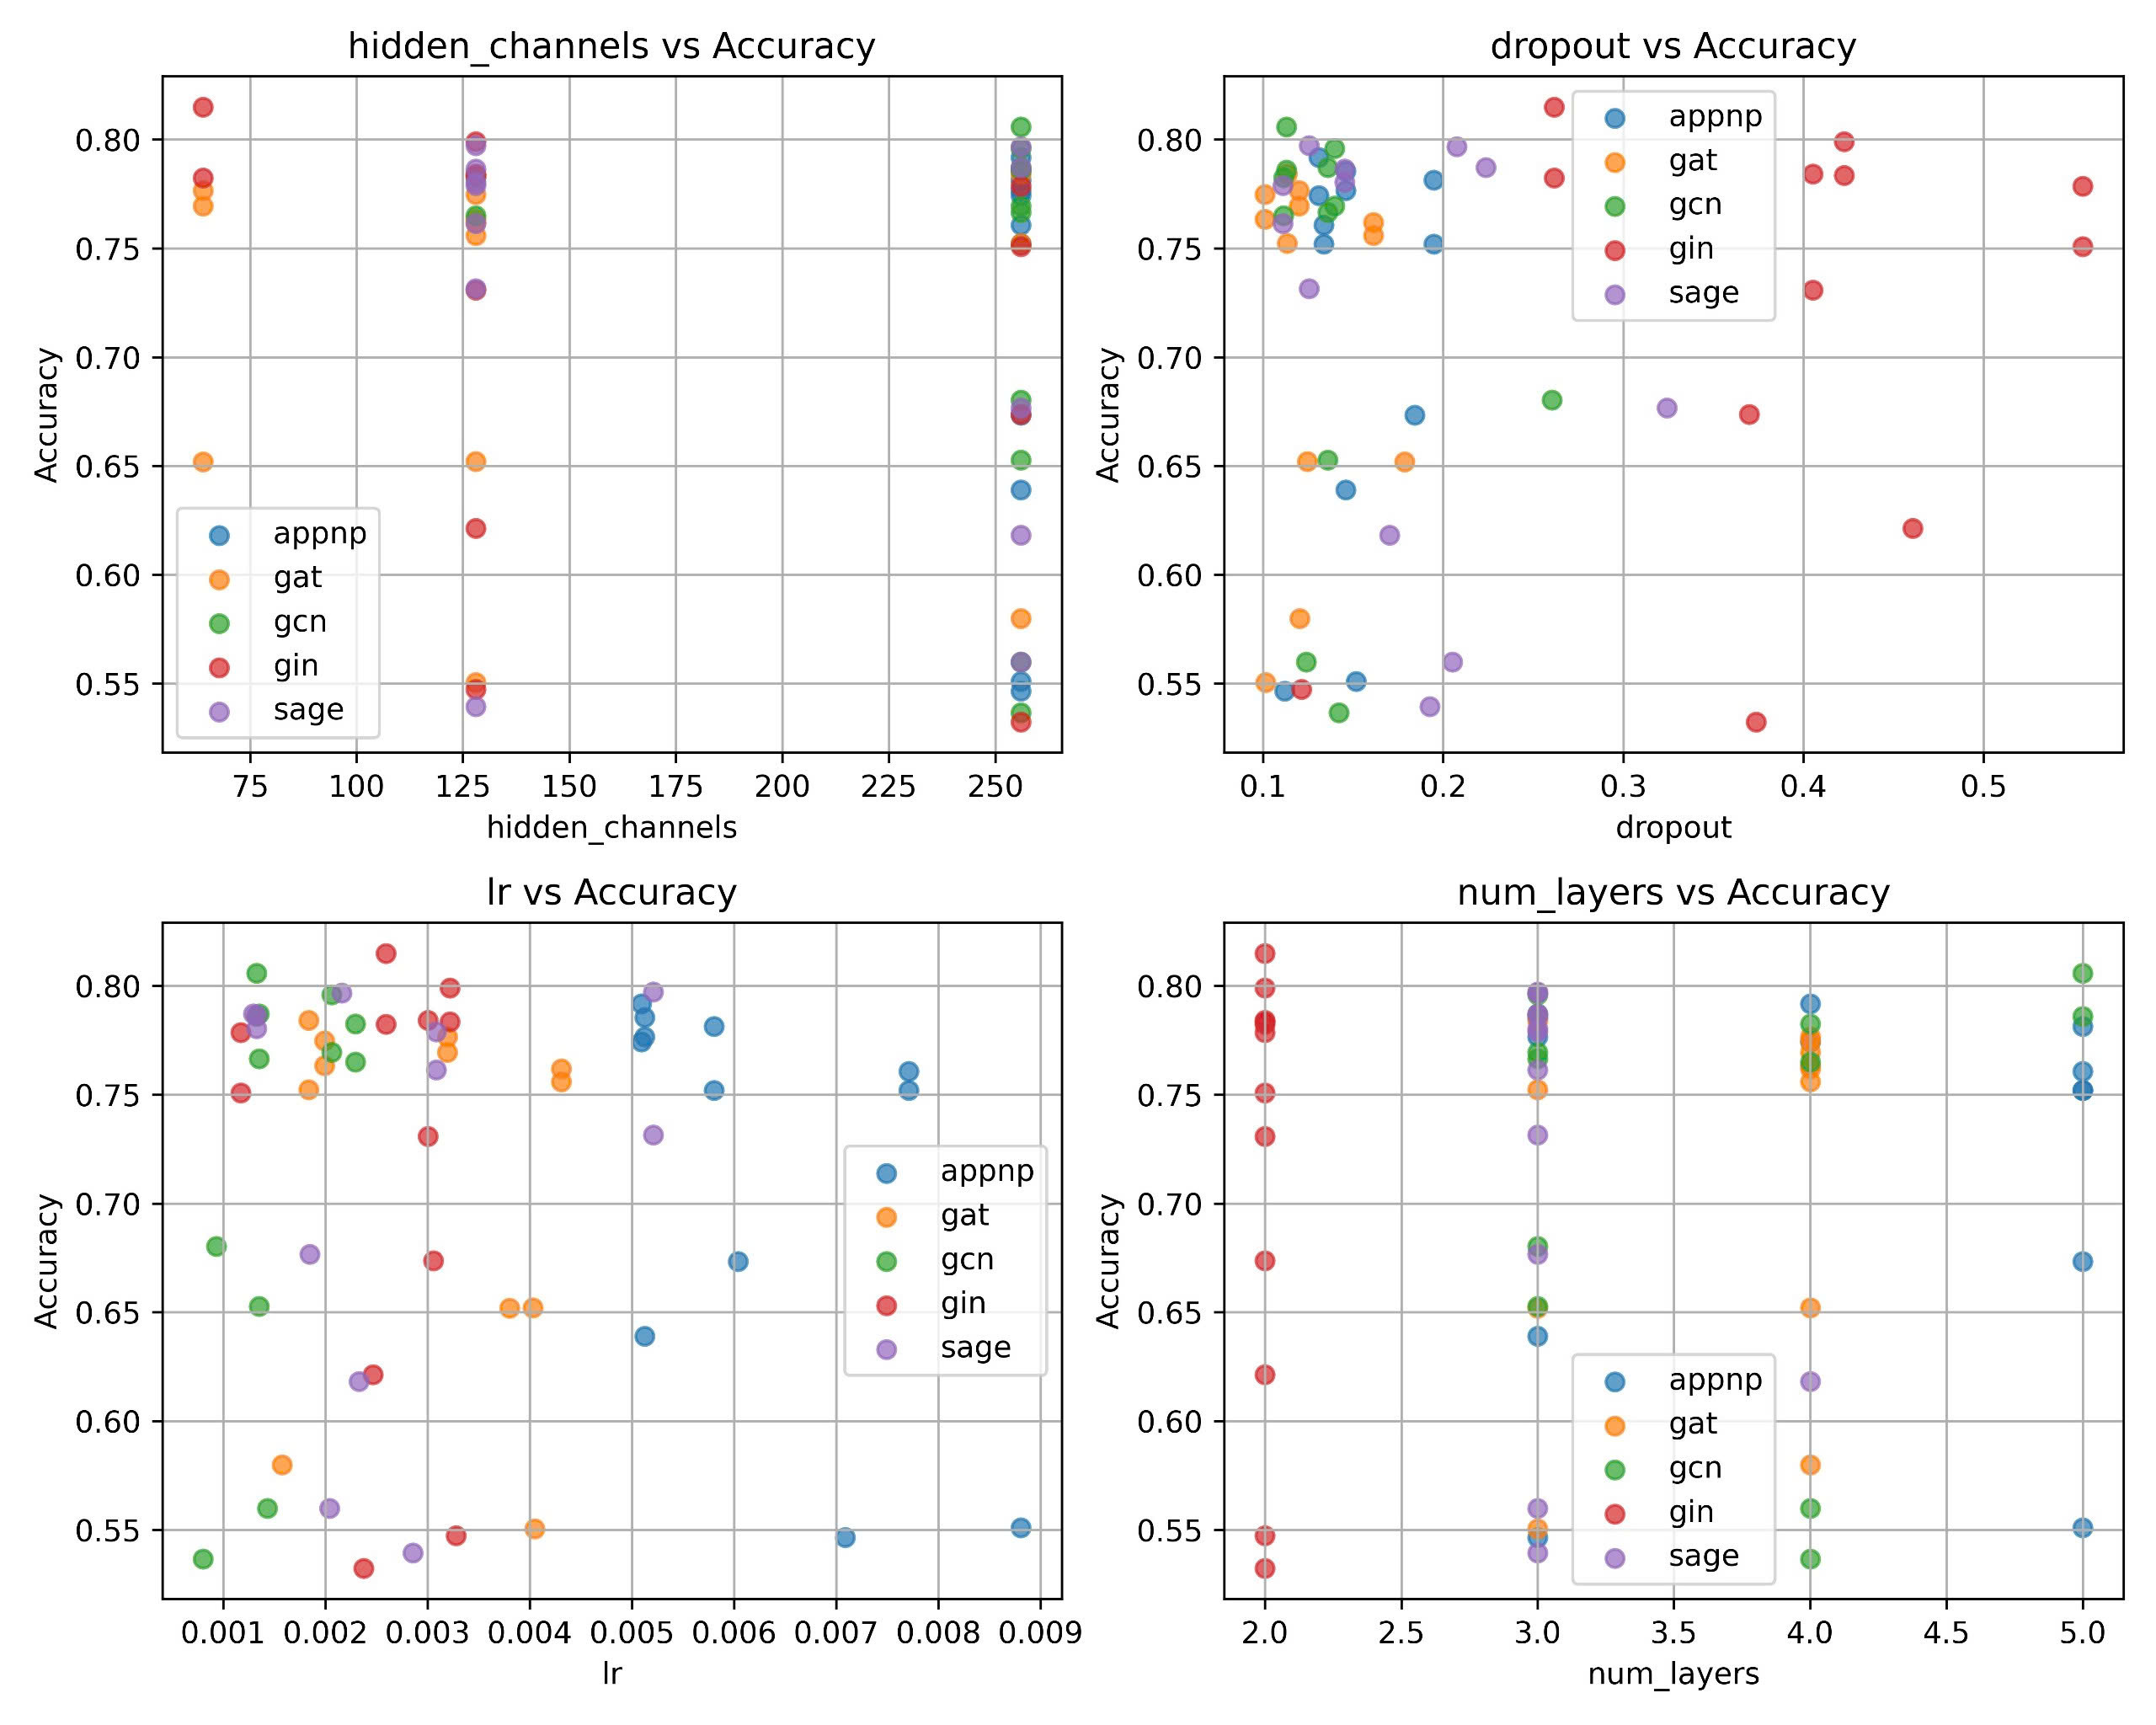 hidden_channels vs Accuracy
Accuracy
0.80
0.75
0.70
0.65
0.60
0.55
appnp
gat
gcn
gin
sage
75 100 125 150 175 200 225 250
hidden_channels
dropout vs Accuracy
Accuracy
0.80
0.75
0.70
0.65
0.60
0.55
appnp
gat
gcn
gin
sage
0.1 0.2 0.3 0.4 0.5
dropout
lr vs Accuracy
Accuracy
0.80
0.75
0.70
0.65
0.60
0.55
appnp
gat
gcn
gin
sage
0.001 0.002 0.003 0.004 0.005 0.006 0.007 0.008 0.009
lr
num_layers vs Accuracy
Accuracy
0.80
0.75
0.70
0.65
0.60
0.55
appnp
gat
gcn
gin
sage
2.0 2.5 3.0 3.5 4.0 4.5 5.0
num_layers